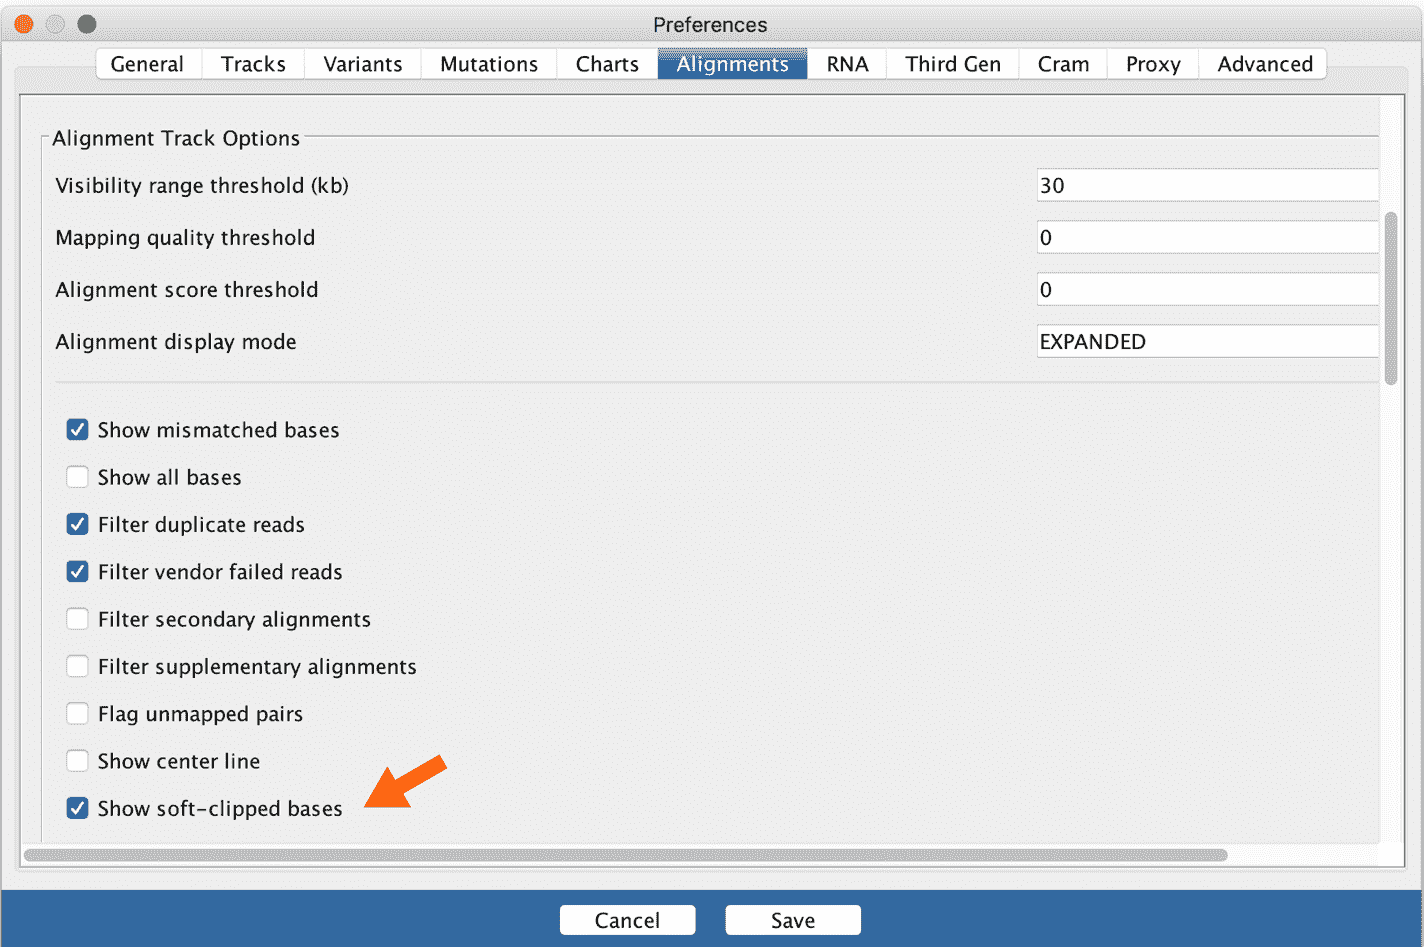 Preferences
General Tracks Variants Mutations Charts Alignments RNA Third Gen Cram Proxy Advanced
Alignment Track Options
Visibility range threshold (kb) 30
Mapping quality threshold 0
Alignment score threshold 0
Alignment display mode EXPANDED
Show mismatched bases
Show all bases
Filter duplicate reads
Filter vendor failed reads
Filter secondary alignments
Filter supplementary alignments
Flag unmapped pairs
Show center line
Show soft-clipped bases
Cancel Save